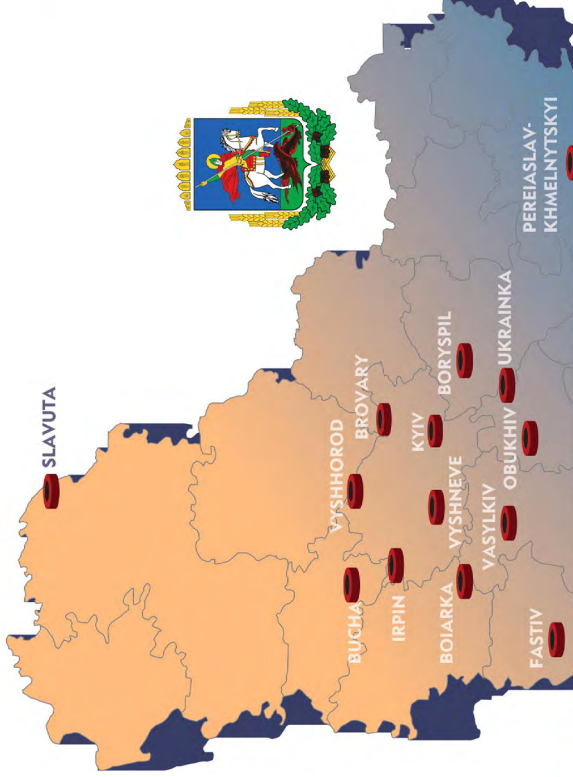 SLAVUTA
VYSHHOROD
BUCHA
BROVARY
IRPIN
KYIV
BORYSPIL
BOIARKA
VYSHNEVE
VASYLKIV
UKRAINKA
OBUKHIV
PEREIASLAV-
KHMELNYTSKYI
FASTIV